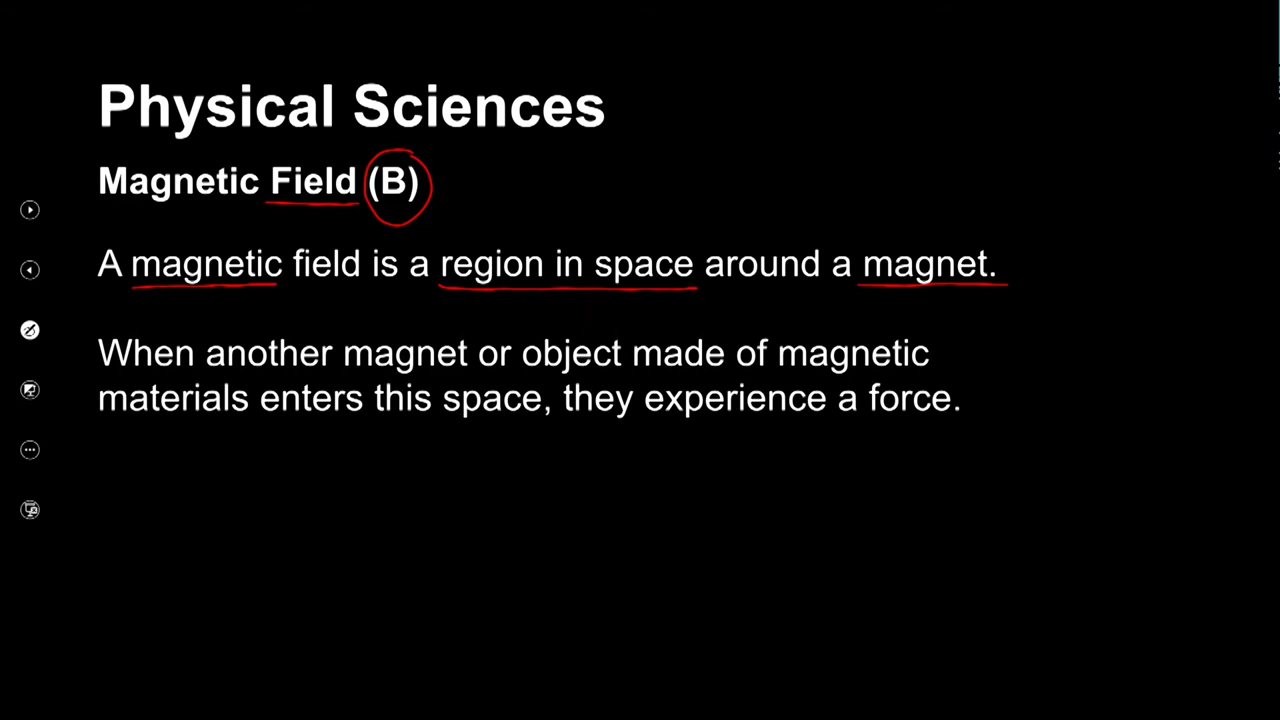 Physical Sciences
Magnetic Field (B)
A magnetic field is a region in space around a magnet.
When another magnet or object made of magnetic
materials enters this space, they experience a force.